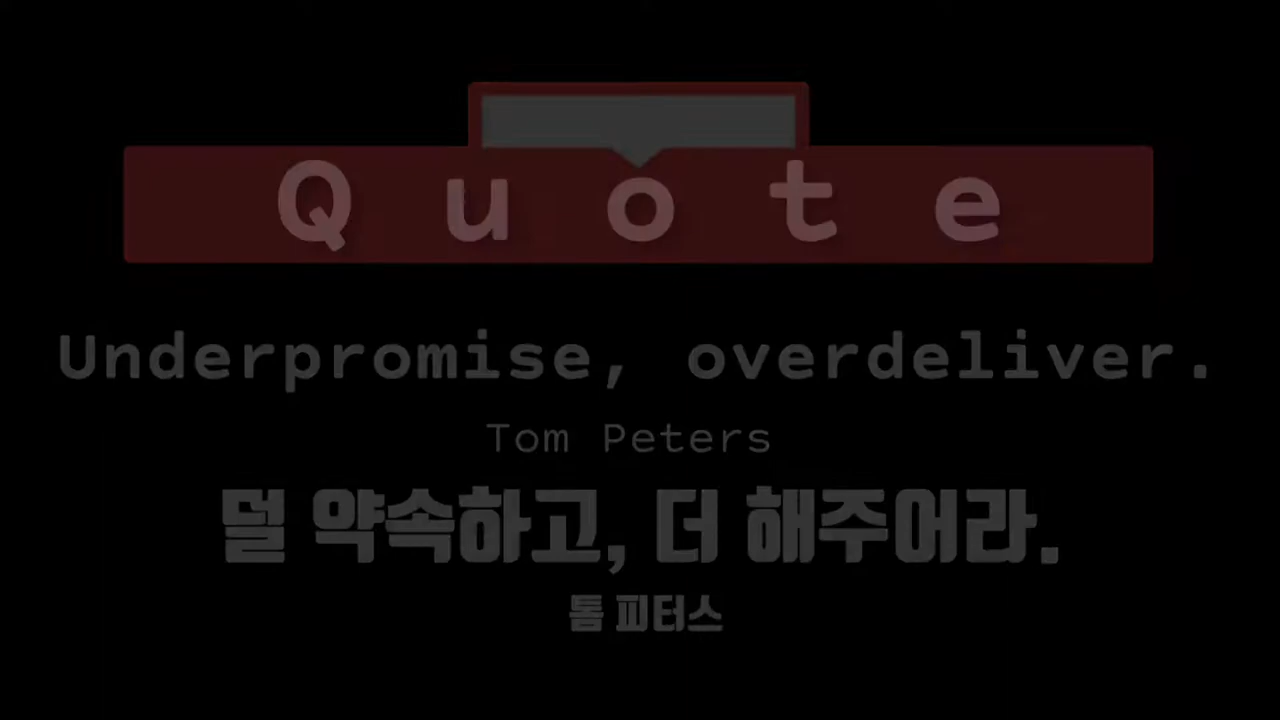 Quote
Underpromise, overdeliver.
Tom Peters
덜 약속하고, 더 해주어라.
톰 피터스